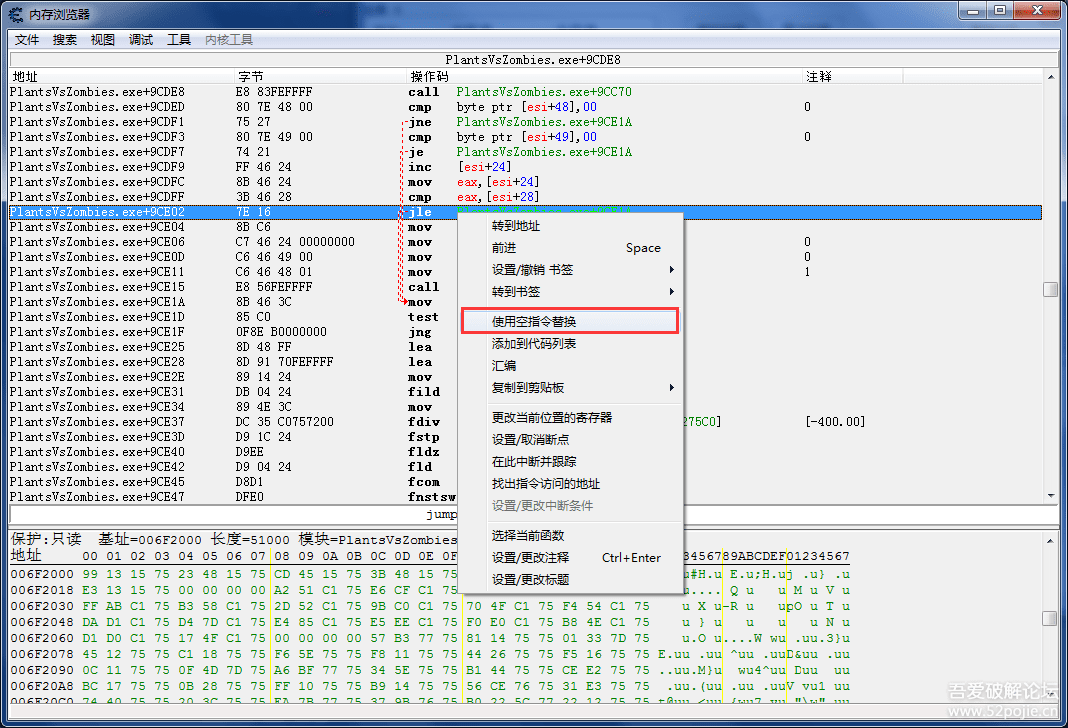 内存浏览器
文件 搜索 视图 调试 工具 内核工具
PlantsVsZombies.exe+9CDE8
地址 字节 操作码 注释
PlantsVsZombies.exe+9CDE8 E8 83FEFFFF call PlantsVsZombies.exe+9CC70
PlantsVsZombies.exe+9CDED 80 7E 48 00 cmp byte ptr [esi+48],00 0
PlantsVsZombies.exe+9CDF1 75 27 jne PlantsVsZombies.exe+9CE1A
PlantsVsZombies.exe+9CDF3 80 7E 49 00 cmp byte ptr [esi+49],00 0
PlantsVsZombies.exe+9CDF7 74 21 je PlantsVsZombies.exe+9CE1A
PlantsVsZombies.exe+9CDF9 FF 46 24 inc [esi+24]
PlantsVsZombies.exe+9CDFC 8B 46 24 mov eax,[esi+24]
PlantsVsZombies.exe+9CDFF 3B 46 28 cmp eax,[esi+28]
PlantsVsZombies.exe+9CE02 7E 16 jle
PlantsVsZombies.exe+9CE04 8B C6 mov
PlantsVsZombies.exe+9CE06 C7 46 24 00000000 mov 0
PlantsVsZombies.exe+9CE0D C6 46 49 00 mov 0
PlantsVsZombies.exe+9CE11 C6 46 48 01 mov 1
PlantsVsZombies.exe+9CE15 E8 56FEFFFF call
PlantsVsZombies.exe+9CE1A 8B 46 3C mov
PlantsVsZombies.exe+9CE1D 85 C0 test
PlantsVsZombies.exe+9CE1F 0F8E B0000000 jng
PlantsVsZombies.exe+9CE25 8D 48 FF lea
PlantsVsZombies.exe+9CE28 8D 91 70FEFFFF lea
PlantsVsZombies.exe+9CE2E 89 14 24 mov
PlantsVsZombies.exe+9CE31 DB 04 24 fild
PlantsVsZombies.exe+9CE34 89 4E 3C mov
PlantsVsZombies.exe+9CE37 DC 35 C0757200 fdiv 275C0] [-400.00]
PlantsVsZombies.exe+9CE3D D9 1C 24 fstp
PlantsVsZombies.exe+9CE40 D9EE fldz
PlantsVsZombies.exe+9CE42 D9 04 24 fld
PlantsVsZombies.exe+9CE45 D8D1 fcom
PlantsVsZombies.exe+9CE47 DFE0 fnstsw
转到地址
前进 Space
设置/撤销 书签
转到书签
使用空指令替换
添加到代码列表
汇编
复制到剪贴板
更改当前位置的寄存器
设置/取消断点
在此中断并跟踪
找出指令访问的地址
设置/更改中断条件
选择当前函数
设置/更改注释 Ctrl+Enter
设置/更改标题
jump
保护:只读 基址=006F2000 长度=51000 模块=PlantsVsZombies
地址 00 01 02 03 04 05 06 07 08 09 0A 0B 0C 0D 0E 0F 34567 89ABCDEF 01234567
006F2000 99 13 15 75 23 48 15 75 CD 45 15 75 3B 48 15 75 u#H.u E.u;H.uj .u} .u
006F2018 E3 13 15 75 00 00 00 00 A2 51 C1 75 E6 CF C1 75 u.... Q u u M u V u
006F2030 FF AB C1 75 B3 58 C1 75 2D 52 C1 75 9B C0 C1 75 70 4F C1 75 F4 54 C1 75 u X u-R u upO u T u
006F2048 DA D1 C1 75 D4 7D C1 75 E4 85 C1 75 E5 EE C1 75 F0 E0 C1 75 B8 4E C1 75 u } u u u u N u
006F2060 D1 D0 C1 75 17 4F C1 75 00 00 00 00 57 B3 77 75 81 14 75 75 01 33 7D 75 u.O u....W wu .uu.3}u
006F2078 45 12 75 75 C1 18 75 75 F6 5E 75 75 F8 11 75 75 44 26 75 75 F5 16 75 75 E.uu .uu ^uu .uuD&uu .uu
006F2090 0C 11 75 75 0F 4D 7D 75 A6 BF 77 75 34 5E 75 75 B1 44 75 75 CE E2 75 75 ..uu.M}u wu4^uu Duu uu
006F20A8 BC 17 75 75 0B 28 75 75 FF 10 75 75 B9 14 75 75 56 CE 76 75 31 E3 75 75 .uu.(uu .uu .uuV vu1 uu
吾爱破解论坛
www.52pojie.cn